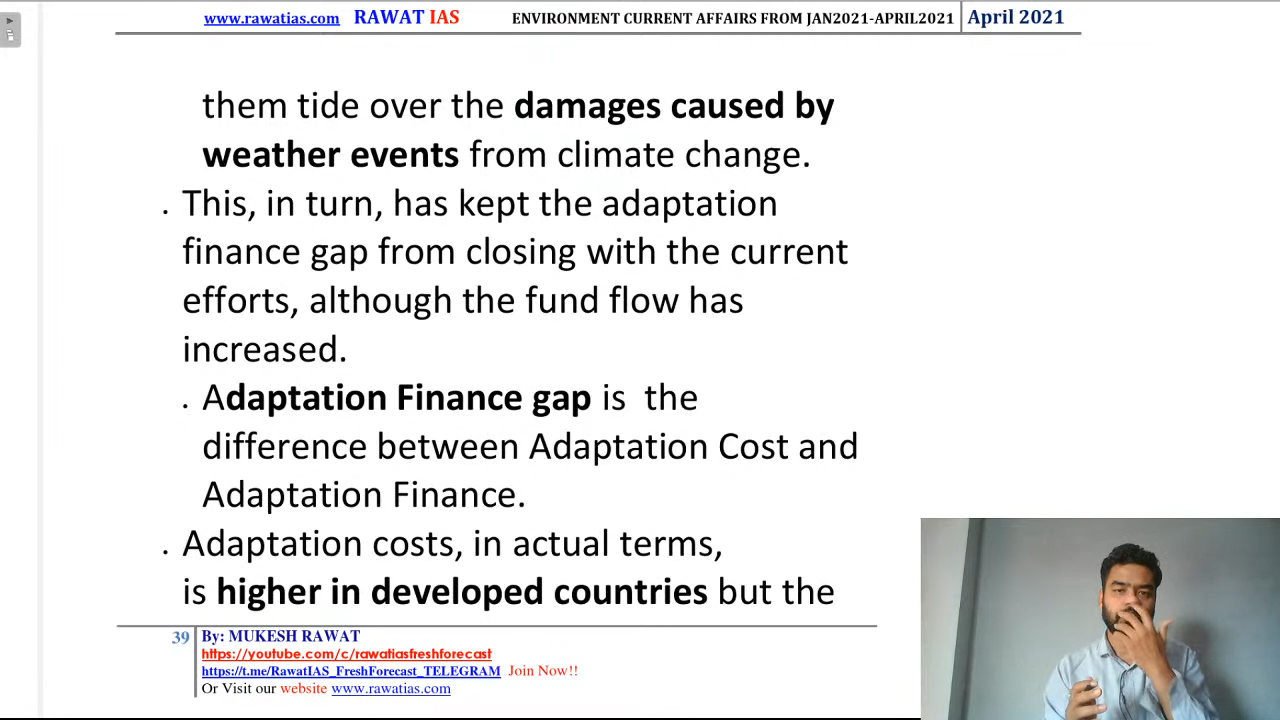 www.rawatias.com RAWAT IAS ENVIRONMENT CURRENT AFFAIRS FROM JAN2021-APRIL2021 April 2021
them tide over the damages caused by
weather events from climate change.
. This, in turn, has kept the adaptation
finance gap from closing with the current
efforts, although the fund flow has
increased.
. Adaptation Finance gap is the
difference between Adaptation Cost and
Adaptation Finance.
. Adaptation costs, in actual terms,
is higher in developed countries but the
39 By: MUKESH RAWAT
https://youtube.com/c/rawatiasfreshforecast
https://t.me/RawatIAS_FreshForecast_TELEGRAM Join Now!!
Or Visit our website www.rawatias.com